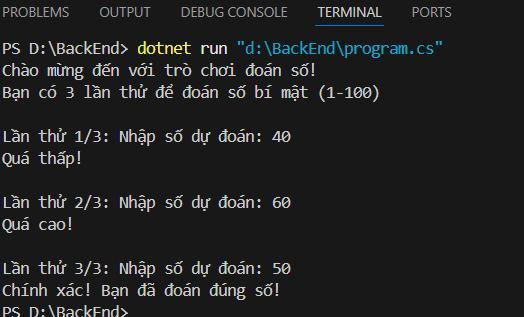 PROBLEMS OUTPUT DEBUG CONSOLE TERMINAL PORTS
PS D:\BackEnd> dotnet run "d:\BackEnd\program.cs"
Chào mừng đến với trò chơi đoán số!
Bạn có 3 lần thử để đoán số bí mật (1-100)
Lần thử 1/3: Nhập số dự đoán: 40
Quá thấp!
Lần thử 2/3: Nhập số dự đoán: 60
Quá cao!
Lần thử 3/3: Nhập số dự đoán: 50
Chính xác! Bạn đã đoán đúng số!
PS D:\BackEnd>